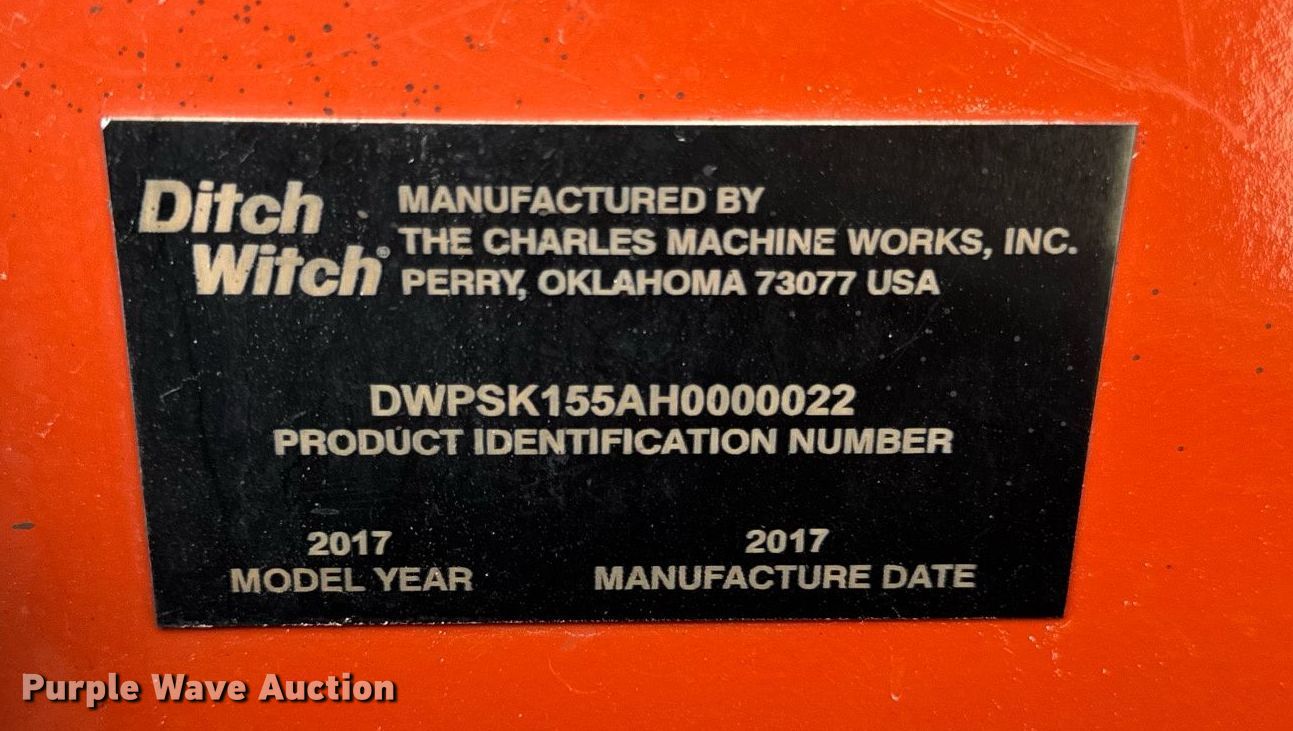 Ditch
Witch®
MANUFACTURED BY
THE CHARLES MACHINE WORKS, INC.
PERRY, OKLAHOMA 73077 USA
DWPSK155AH0000022
PRODUCT IDENTIFICATION NUMBER
2017
MODEL YEAR
2017
MANUFACTURE DATE
Purple Wave Auction